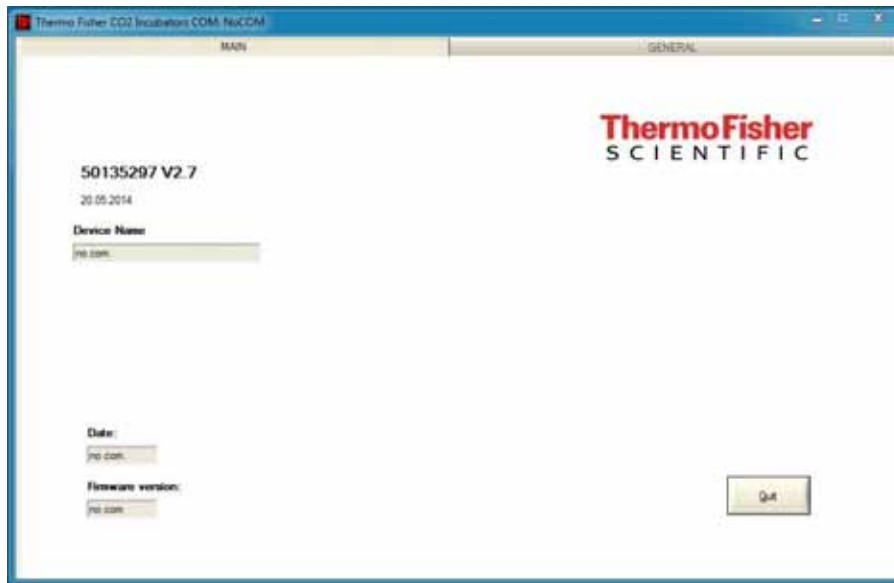 Thermo Fisher CO2 Incubators COM: NoCOM
MAIN
GENERAL
ThermoFisher
SCIENTIFIC
50135297 V2.7
20.05.2014
Device Name
no com.
Date:
no com.
Firmware version:
no com
Quit